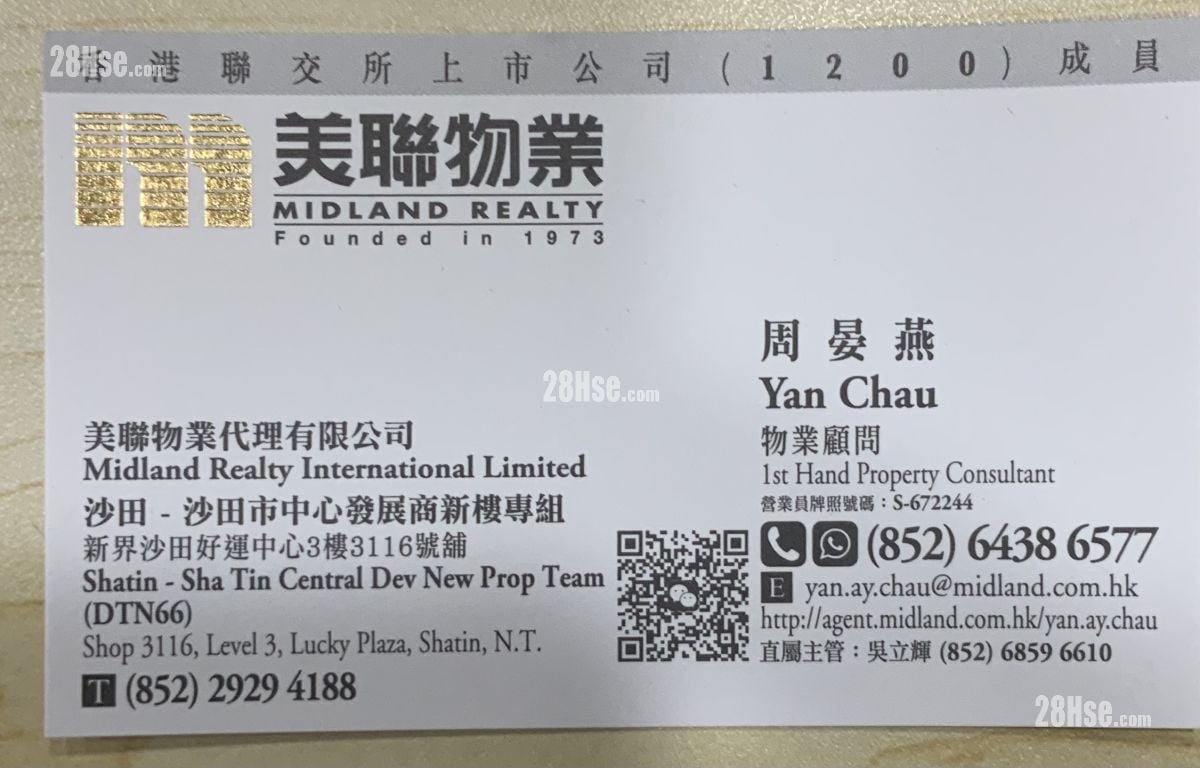 香港聯交所上市公司(1200)成員
28Hse.com
美聯物業
MIDLAND REALTY
Founded in 1973
28Hse.com
美聯物業代理有限公司
Midland Realty International Limited
沙田 - 沙田市中心發展商新樓專組
新界沙田好運中心3樓3116號舖
Shatin - Sha Tin Central Dev New Prop Team
(DTN66)
Shop 3116, Level 3, Lucky Plaza, Shatin, N.T.
T (852) 2929 4188
周晏燕
Yan Chau
物業顧問
1st Hand Property Consultant
營業員牌照號碼：S-672244
(852) 6438 6577
E yan.ay.chau@midland.com.hk
http://agent.midland.com.hk/yan.ay.chau
直屬主管：吳立輝 (852) 6859 6610
28Hse.com